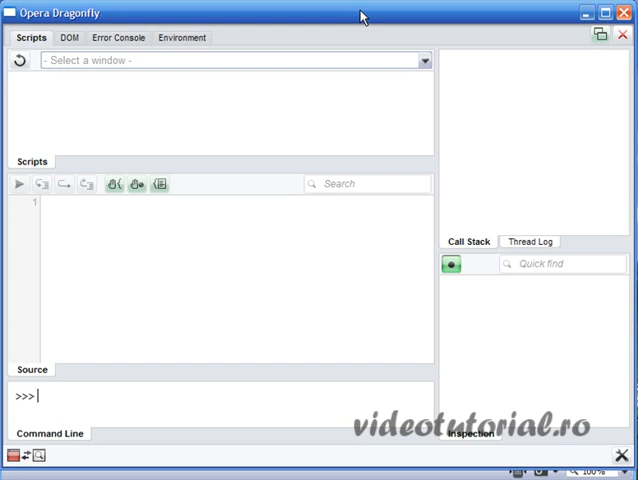 Opera Dragonfly
Scripts DOM Error Console Environment
- Select a window -
Scripts
Search
1
Source
>>>
Command Line
Call Stack Thread Log
Quick find
Inspection
videotutorial.ro
100%